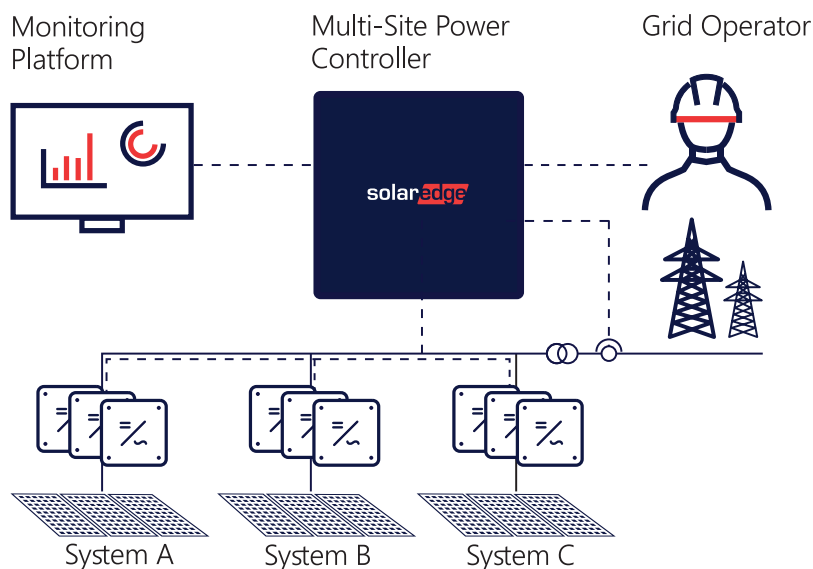 Monitoring
Platform
Multi-Site Power
Controller
Grid Operator
solaredge
System A
System B
System C